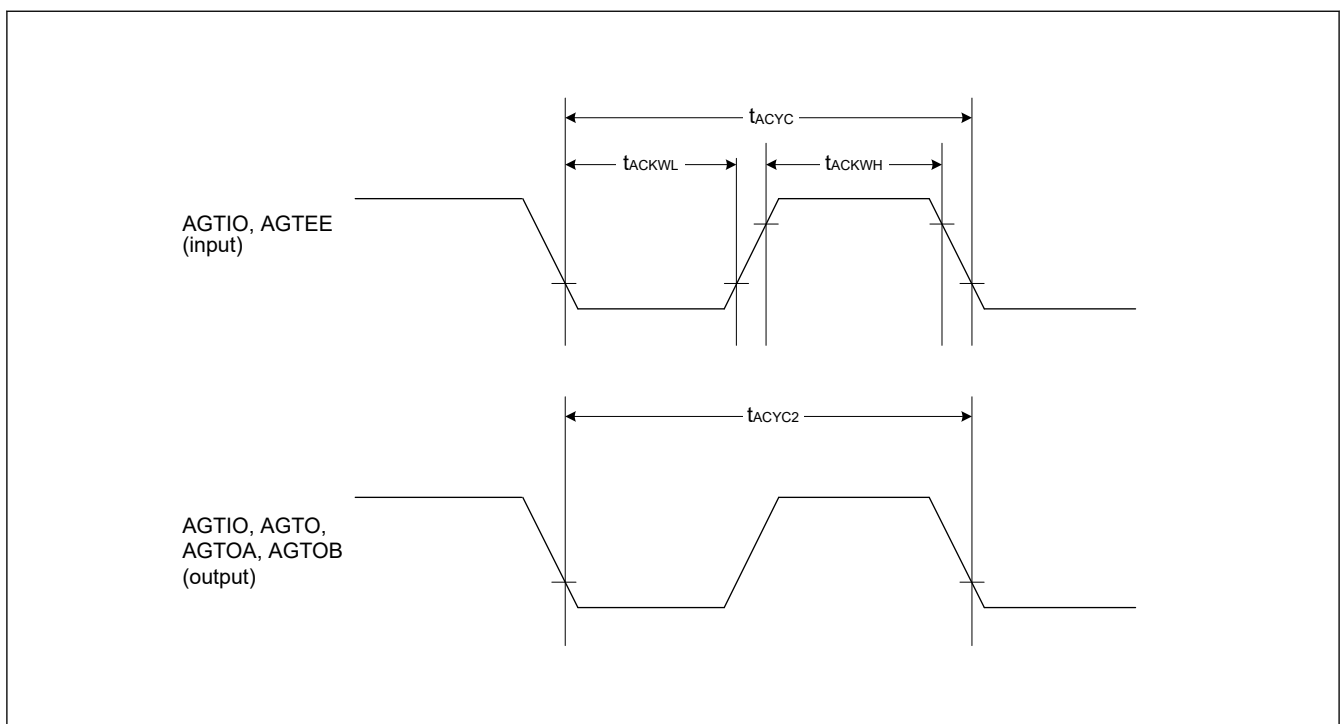 tACYC
tACKWL
tACKWH
AGTIO, AGTEE
(input)
tACYC2
AGTIO, AGTO,
AGTOA, AGTOB
(output)